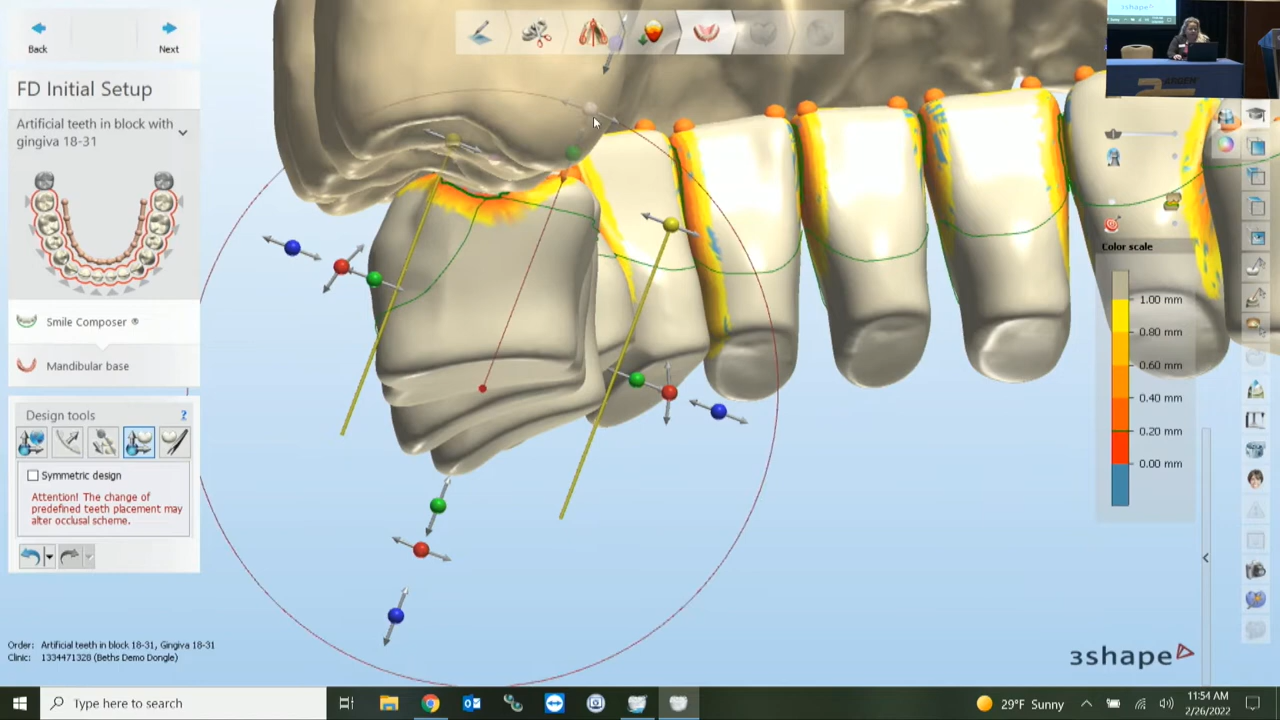 Back
Next
FD Initial Setup
Artificial teeth in block with
gingiva 18-31
Smile Composer ®
Mandibular base
Design tools
?
Symmetric design
Attention! The change of
predefined teeth placement may
alter occlusal scheme.
Order: Artificial teeth in block 18-31, Gingiva 18-31
Clinic: 1334471328 (Beths Demo Dongle)
Color scale
1.00 mm
0.80 mm
0.60 mm
0.40 mm
0.20 mm
0.00 mm
3shape
3shape
ARGEN
Type here to search
29°F Sunny
11:54 AM
2/26/2022